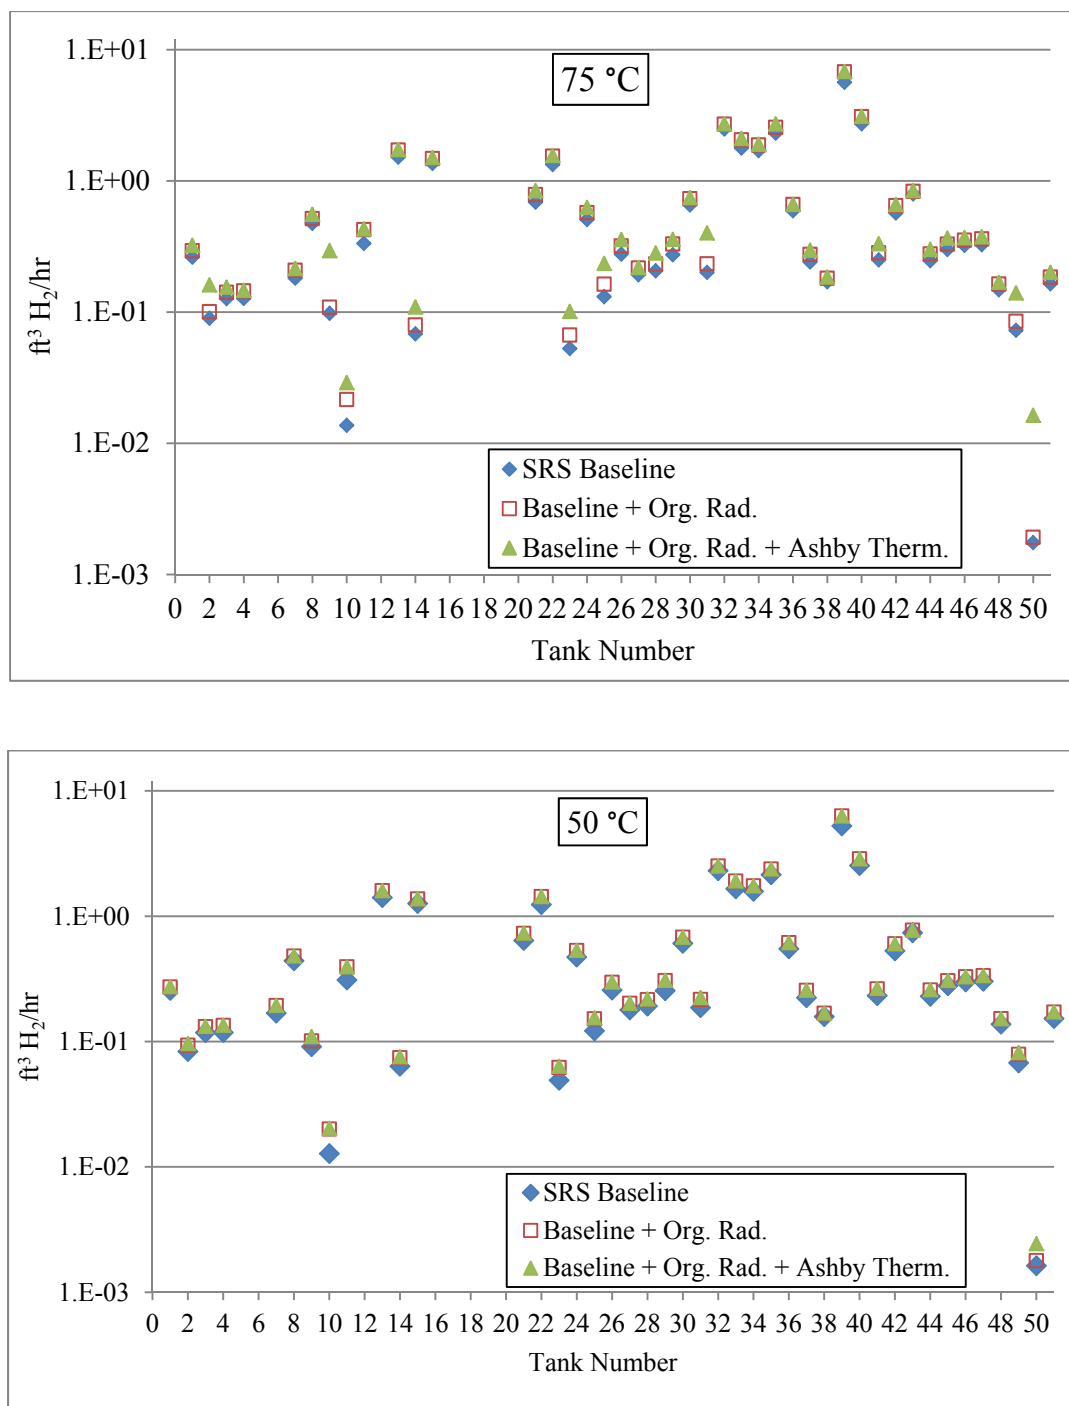 75 °C
1.E+01
1.E+00
1.E-01
1.E-02
1.E-03
ft³ H₂/hr
SRS Baseline
Baseline + Org. Rad.
Baseline + Org. Rad. + Ashby Therm.
0 2 4 6 8 10 12 14 16 18 20 22 24 26 28 30 32 34 36 38 40 42 44 46 48 50
Tank Number
50 °C
1.E+01
1.E+00
1.E-01
1.E-02
1.E-03
ft³ H₂/hr
SRS Baseline
Baseline + Org. Rad.
Baseline + Org. Rad. + Ashby Therm.
0 2 4 6 8 10 12 14 16 18 20 22 24 26 28 30 32 34 36 38 40 42 44 46 48 50
Tank Number